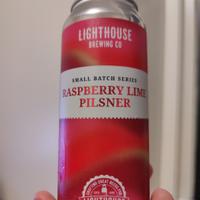 LIGHTHOUSE
BREWING CO
SMALL BATCH SERIES
RASPBERRY LIME
PILSNER
LIGHTHOUSE